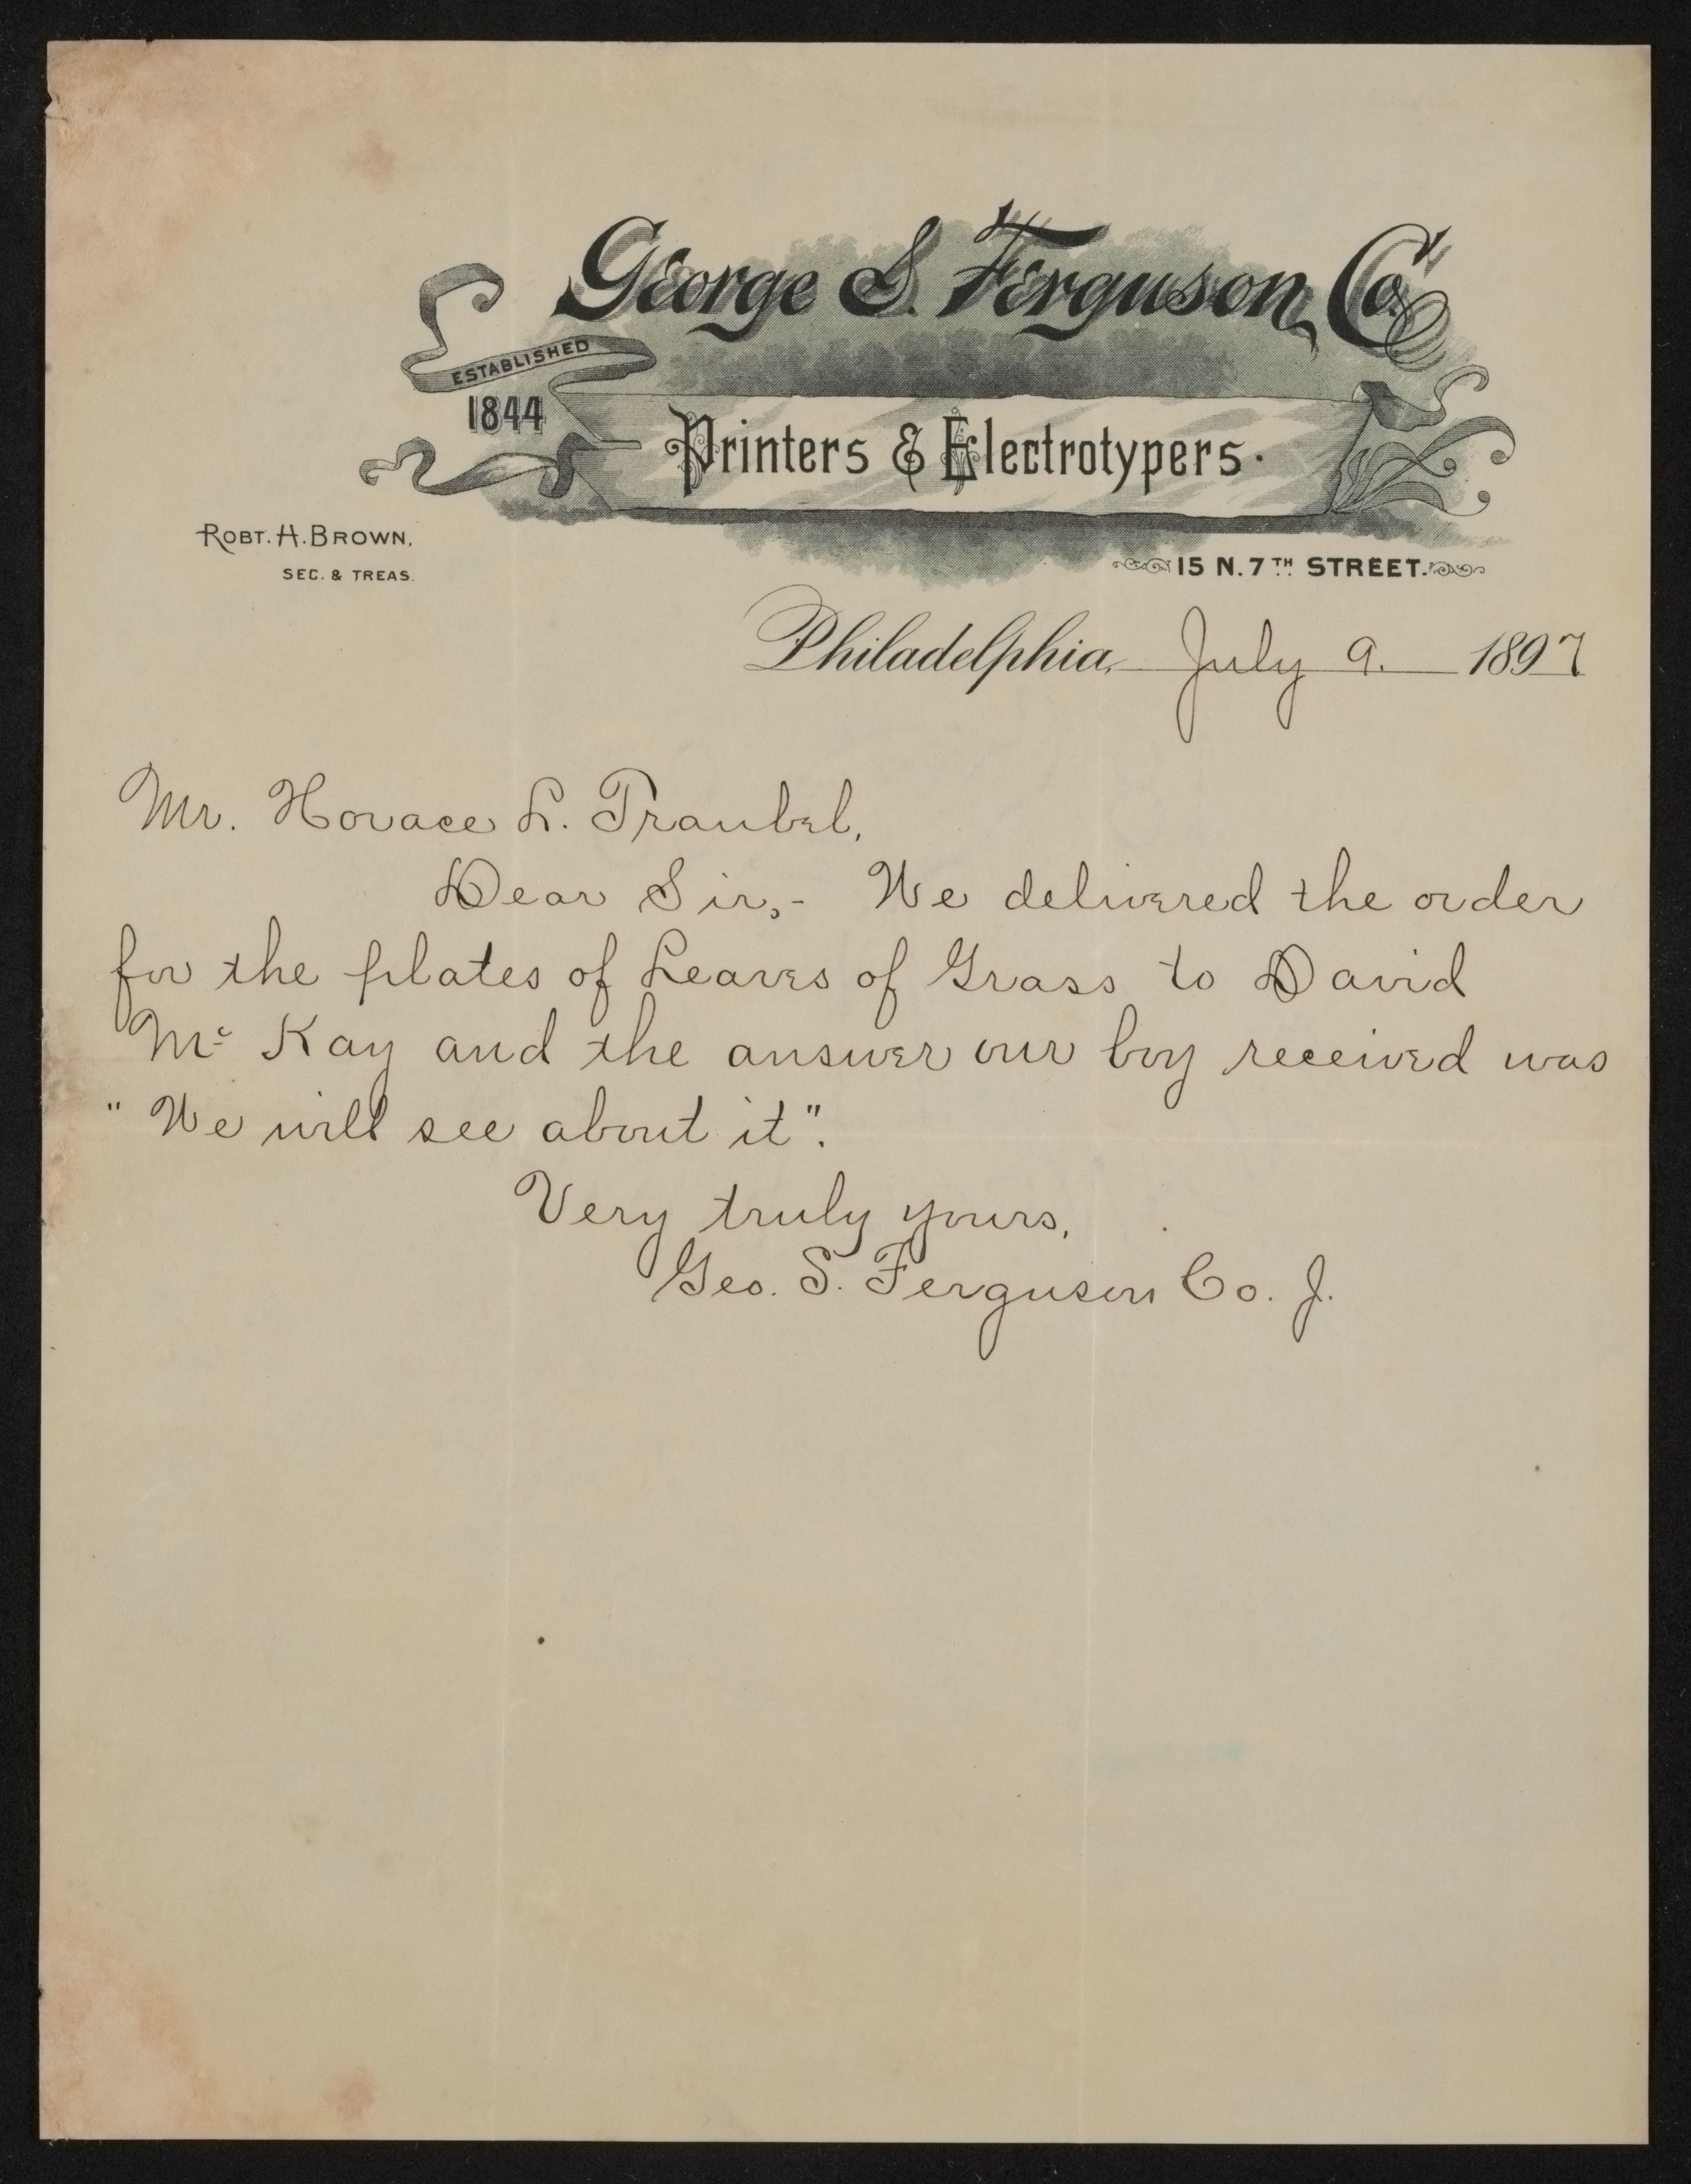 George S. Ferguson Co.
ESTABLISHED
1844
Printers & Electrotypers.
ROBT. H. BROWN,
SEC. & TREAS.
15 N. 7TH STREET.
Philadelphia, July 9. 1897
Mr. Horace L. Traubel,
Dear Sir,- We delivered the order
for the plates of Leaves of Grass to David
Mc Kay and the answer our boy received was
" We will see about it".
Very truly yours,
Geo. S. Ferguson Co. J.